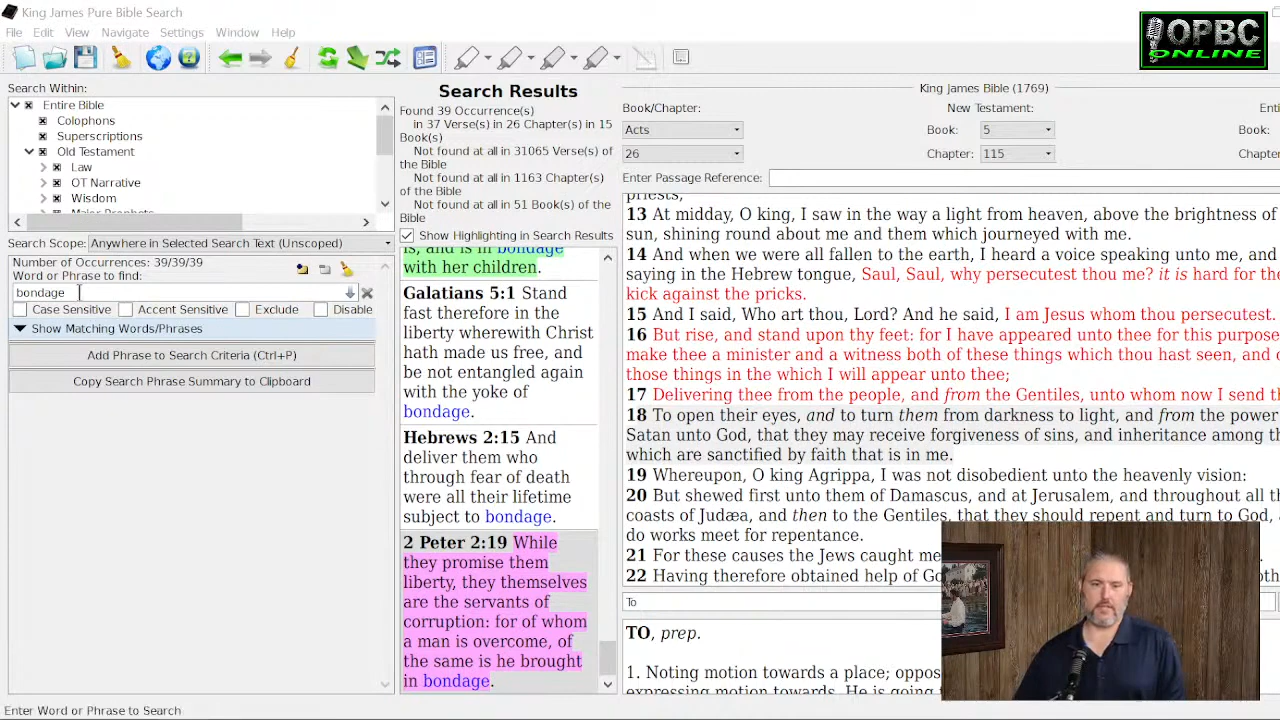 King James Pure Bible Search
File Edit View Navigate Settings Window Help
OPBC
ONLINE
Search Within:
Entire Bible
Colophons
Superscriptions
Old Testament
Law
OT Narrative
Wisdom
Search Scope: Anywhere in Selected Search Text (Unscoped)
Number of Occurrences: 39/39/39
Word or Phrase to find:
bondage
Case Sensitive Accent Sensitive Exclude Disable
Show Matching Words/Phrases
Add Phrase to Search Criteria (Ctrl+P)
Copy Search Phrase Summary to Clipboard
Enter Word or Phrase to Search
Search Results
Found 39 Occurrence(s)
in 37 Verse(s) in 26 Chapter(s) in 15
Book(s)
Not found at all in 31065 Verse(s) of
the Bible
Not found at all in 1163 Chapter(s)
of the Bible
Not found at all in 51 Book(s) of the
Bible
Show Highlighting in Search Results
is, and is in bondage
with her children.
Galatians 5:1 Stand
fast therefore in the
liberty wherewith Christ
hath made us free, and
be not entangled again
with the yoke of
bondage.
Hebrews 2:15 And
deliver them who
through fear of death
were all their lifetime
subject to bondage.
2 Peter 2:19 While
they promise them
liberty, they themselves
are the servants of
corruption: for of whom
a man is overcome, of
the same is he brought
in bondage.
King James Bible (1769)
Book/Chapter: New Testament:
Acts Book: 5 Book:
26 Chapter: 115 Chapte
Enter Passage Reference:
priests,
13 At midday, O king, I saw in the way a light from heaven, above the brightness of
sun, shining round about me and them which journeyed with me.
14 And when we were all fallen to the earth, I heard a voice speaking unto me, and
saying in the Hebrew tongue, Saul, Saul, why persecutest thou me? it is hard for tho
kick against the pricks.
15 And I said, Who art thou, Lord? And he said, I am Jesus whom thou persecutest.
16 But rise, and stand upon thy feet: for I have appeared unto thee for this purpose
make thee a minister and a witness both of these things which thou hast seen, and o
those things in the which I will appear unto thee;
17 Delivering thee from the people, and from the Gentiles, unto whom now I send th
18 To open their eyes, and to turn them from darkness to light, and from the power
Satan unto God, that they may receive forgiveness of sins, and inheritance among th
which are sanctified by faith that is in me.
19 Whereupon, O king Agrippa, I was not disobedient unto the heavenly vision:
20 But shewed first unto them of Damascus, and at Jerusalem, and throughout all th
coasts of Judæa, and then to the Gentiles, that they should repent and turn to God,
do works meet for repentance.
21 For these causes the Jews caught me
22 Having therefore obtained help of Go
To
TO, prep.
1. Noting motion towards a place; oppos
expressing motion towards. He is going